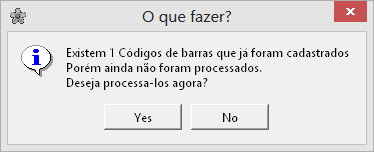 O que fazer?
Existem 1 Códigos de barras que já foram cadastrados
Porém ainda não foram processados.
Deseja processa-los agora?
Yes No